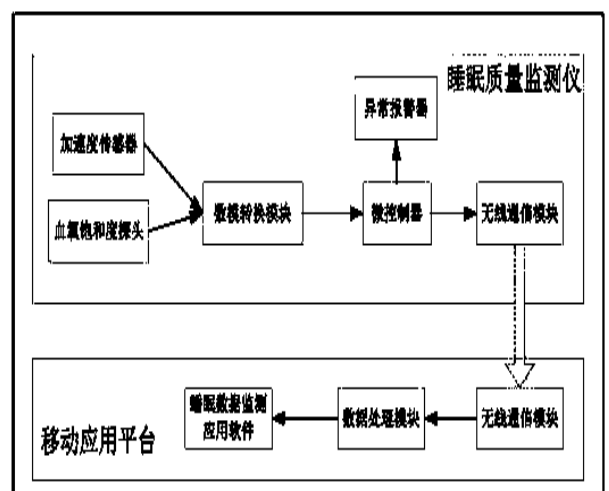 睡眠质量监测仪
异常报警器
加速度传感器
血氧饱和度探头
数模转换模块
微控制器
无线通信模块
睡眠数据监测
应用软件
数据处理模块
无线通信模块
移动应用平台